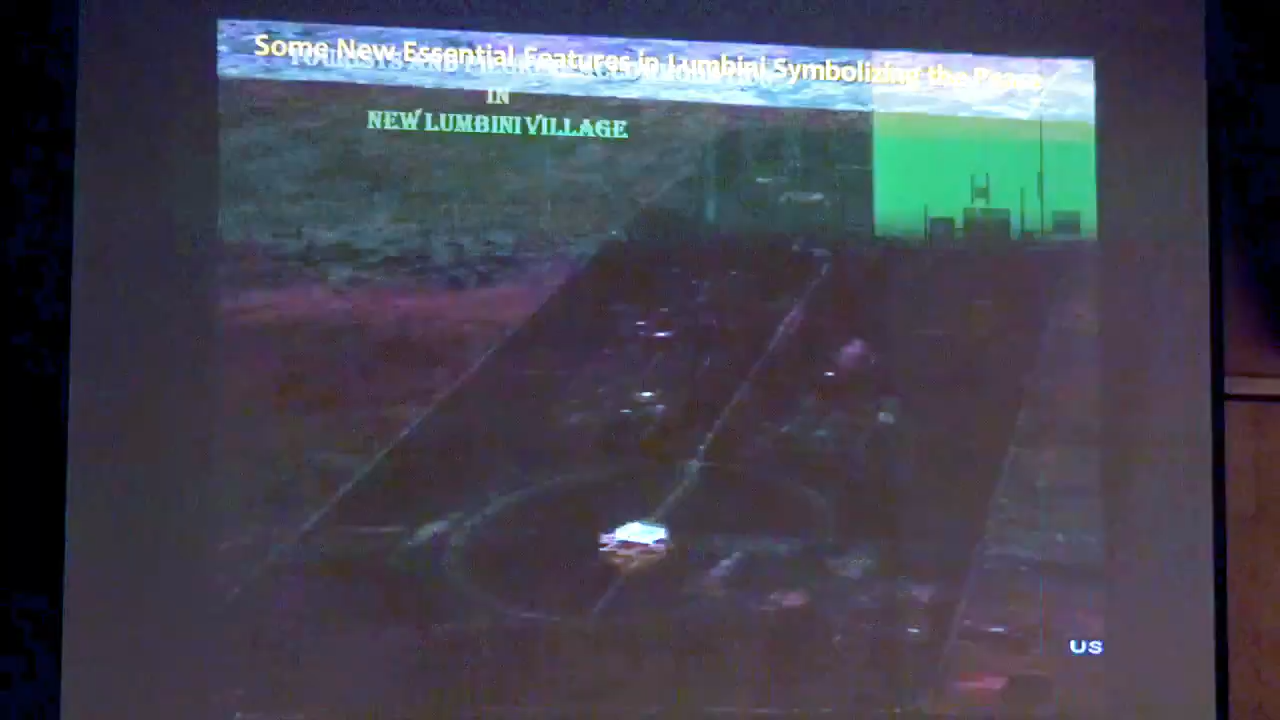 Some New Essential Features in Lumbini Symbolizing the Peace
IN
NEW LUMBINI VILLAGE
US